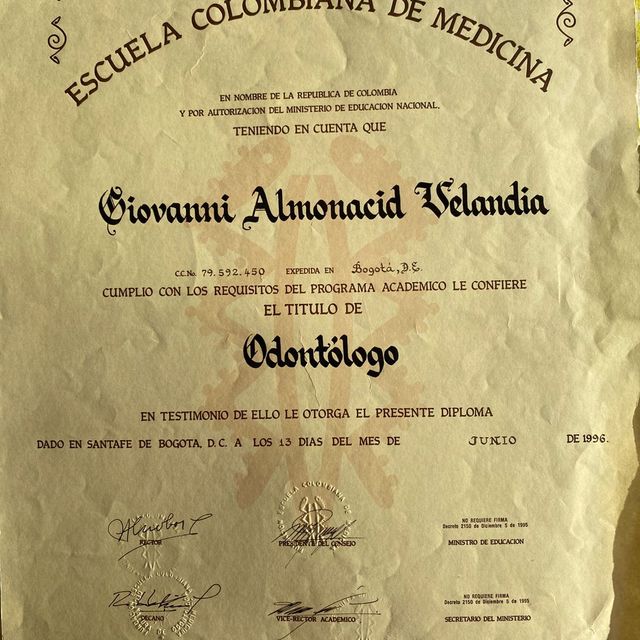 ESCUELA COLOMBIANA DE MEDICINA
EN NOMBRE DE LA REPUBLICA DE COLOMBIA
Y POR AUTORIZACION DEL MINISTERIO DE EDUCACION NACIONAL,
TENIENDO EN CUENTA QUE
Giovanni Almonacid Velandia
C.C.No. 79.592.450 EXPEDIDA EN Bogotá, D.C.
CUMPLIO CON LOS REQUISITOS DEL PROGRAMA ACADEMICO LE CONFIERE
EL TITULO DE
Odontólogo
EN TESTIMONIO DE ELLO LE OTORGA EL PRESENTE DIPLOMA
DADO EN SANTAFE DE BOGOTA, D.C. A LOS 13 DIAS DEL MES DE JUNIO DE 1996.
RECTOR
PRESIDENTE DEL CONSEJO
NO REQUIERE FIRMA
Decreto 2150 de Diciembre 5 de 1995
MINISTRO DE EDUCACION
DECANO
VICE-RECTOR ACADEMICO
NO REQUIERE FIRMA
Decreto 2150 de Diciembre 5 de 1995
SECRETARIO DEL MINISTERIO